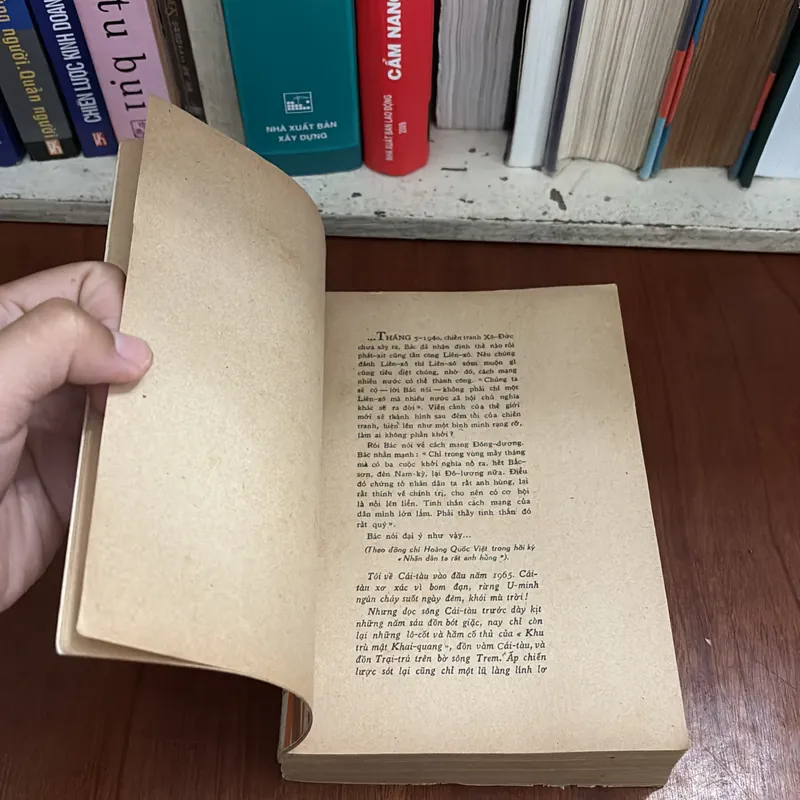 người. Quản người
CHIẾN LƯỢC KINH DOANH
NHÀ XUẤT BẢN
XÂY DỰNG
CẨM NANG
NHÀ XUẤT BẢN LAO ĐỘNG
...THÁNG 5-1940, chiến tranh Xô-Đức
chưa xảy ra, Bác đã nhận định thế nào rồi
phát-xít cũng tấn công Liên-xô. Nếu chúng
đánh Liên-xô thì Liên-xô sớm muộn gì
cũng tiêu diệt chúng, nhờ đó, cách mạng
nhiều nước có thể thành công. « Chúng ta
sẽ có — lời Bác nói — không phải chỉ một
Liên-xô mà nhiều nước xã hội chủ nghĩa
khác sẽ ra đời ». Viễn cảnh của thế giới
mới sẽ thành hình sau đêm tối của chiến
tranh, hiện lên như một bình minh rạng rỡ,
làm ai không phấn khởi ?
Rồi Bác nói về cách mạng Đông-dương.
Bác nhấn mạnh : « Chỉ trong vòng mấy tháng
mà có ba cuộc khởi nghĩa nổ ra, hết Bắc-
sơn, đến Nam-kỳ, lại Đô-lương nữa. Điều
đó chứng tỏ nhân dân ta rất anh hùng, lại
rất thính về chính trị, cho nên có cơ hội
là nổi lên liền. Tinh thần cách mạng của
dân mình lớn lắm. Phải thấy tinh thần đó
rất quý ».
Bác nói đại ý như vậy...
(Theo đồng chí Hoàng Quốc Việt trong hồi ký
« Nhân dân ta rất anh hùng »).
Tôi về Cái-tàu vào đầu năm 1965. Cái-
tàu xơ xác vì bom đạn, rừng U-minh
ngún cháy suốt ngày đêm, khói mù trời !
Nhưng dọc sông Cái-tàu trước dày kịt
những năm sáu đồn bót giặc, nay chỉ còn
lại những lô-cốt và hầm cố thủ của « Khu
trù mật Khai-quang », đồn vàm Cái-tàu, và
đồn Trại-trú trên bờ sông Trem. Ấp chiến
lược sót lại cũng chỉ một lũ làng lính lơ